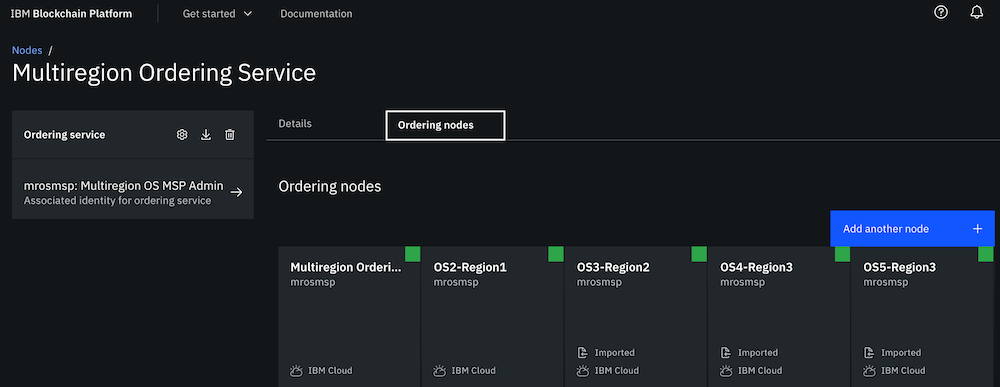 IBM Blockchain Platform
Get started
Documentation
Nodes /
Multiregion Ordering Service
Ordering service
mrosmsp: Multiregion OS MSP Admin
Associated identity for ordering service
Details
Ordering nodes
Ordering nodes
Add another node +
Multiregion Orderi...
mrosmsp
IBM Cloud
OS2-Region1
mrosmsp
IBM Cloud
OS3-Region2
mrosmsp
Imported
IBM Cloud
OS4-Region3
mrosmsp
Imported
IBM Cloud
OS5-Region3
mrosmsp
Imported
IBM Cloud